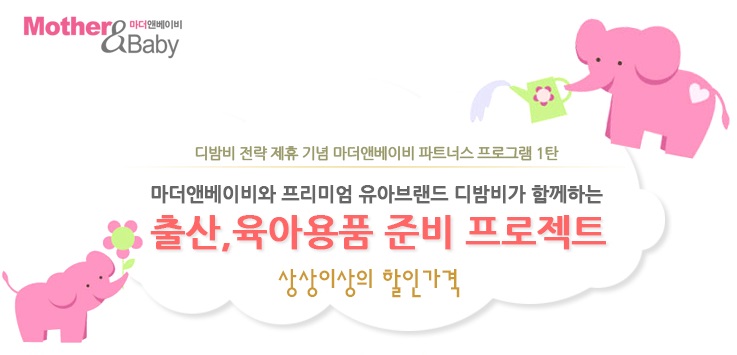 Mother 마더앤베이비
&Baby
디밤비 전략 제휴 기념 마더앤베이비 파트너스 프로그램 1탄
마더앤베이비와 프리미엄 유아브랜드 디밤비가 함께하는
출산,육아용품 준비 프로젝트
상상이상의 할인가격